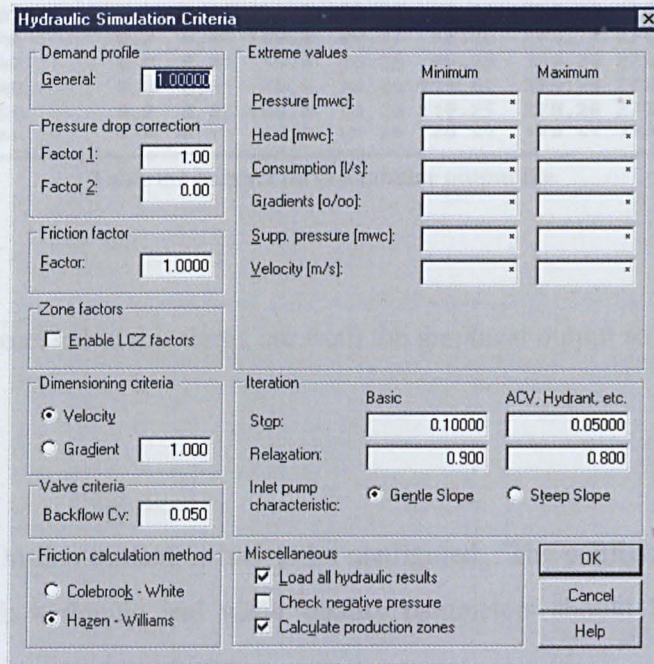 Hydraulic Simulation Criteria
Demand profile
General: 1.00000
Pressure drop correction
Factor 1: 1.00
Factor 2: 0.00
Friction factor
Factor: 1.0000
Zone factors
Enable LCZ factors
Dimensioning criteria
Velocity
Gradient 1.000
Valve criteria
Backflow Cv: 0.050
Friction calculation method
Colebrook - White
Hazen - Williams
Extreme values
Minimum Maximum
Pressure [mwc]: * *
Head [mwc]: * *
Consumption [l/s]: * *
Gradients [o/oo]: * *
Supp. pressure [mwc]: * *
Velocity [m/s]: * *
Iteration
Basic ACV, Hydrant, etc.
Stop: 0.10000 0.05000
Relaxation: 0.900 0.800
Inlet pump
characteristic: Gentle Slope Steep Slope
Miscellaneous
Load all hydraulic results
Check negative pressure
Calculate production zones
OK
Cancel
Help